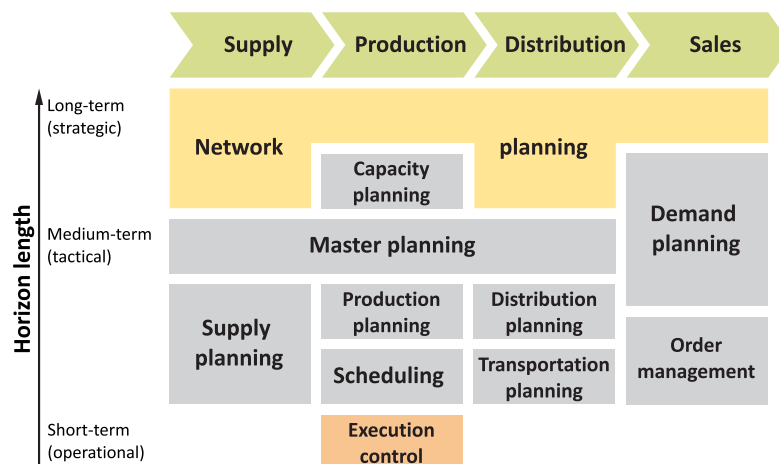 Supply
Production
Distribution
Sales
Horizon length
Long-term
(strategic)
Network
planning
Capacity
planning
Demand
planning
Medium-term
(tactical)
Master planning
Supply
planning
Production
planning
Distribution
planning
Order
management
Scheduling
Transportation
planning
Short-term
(operational)
Execution
control